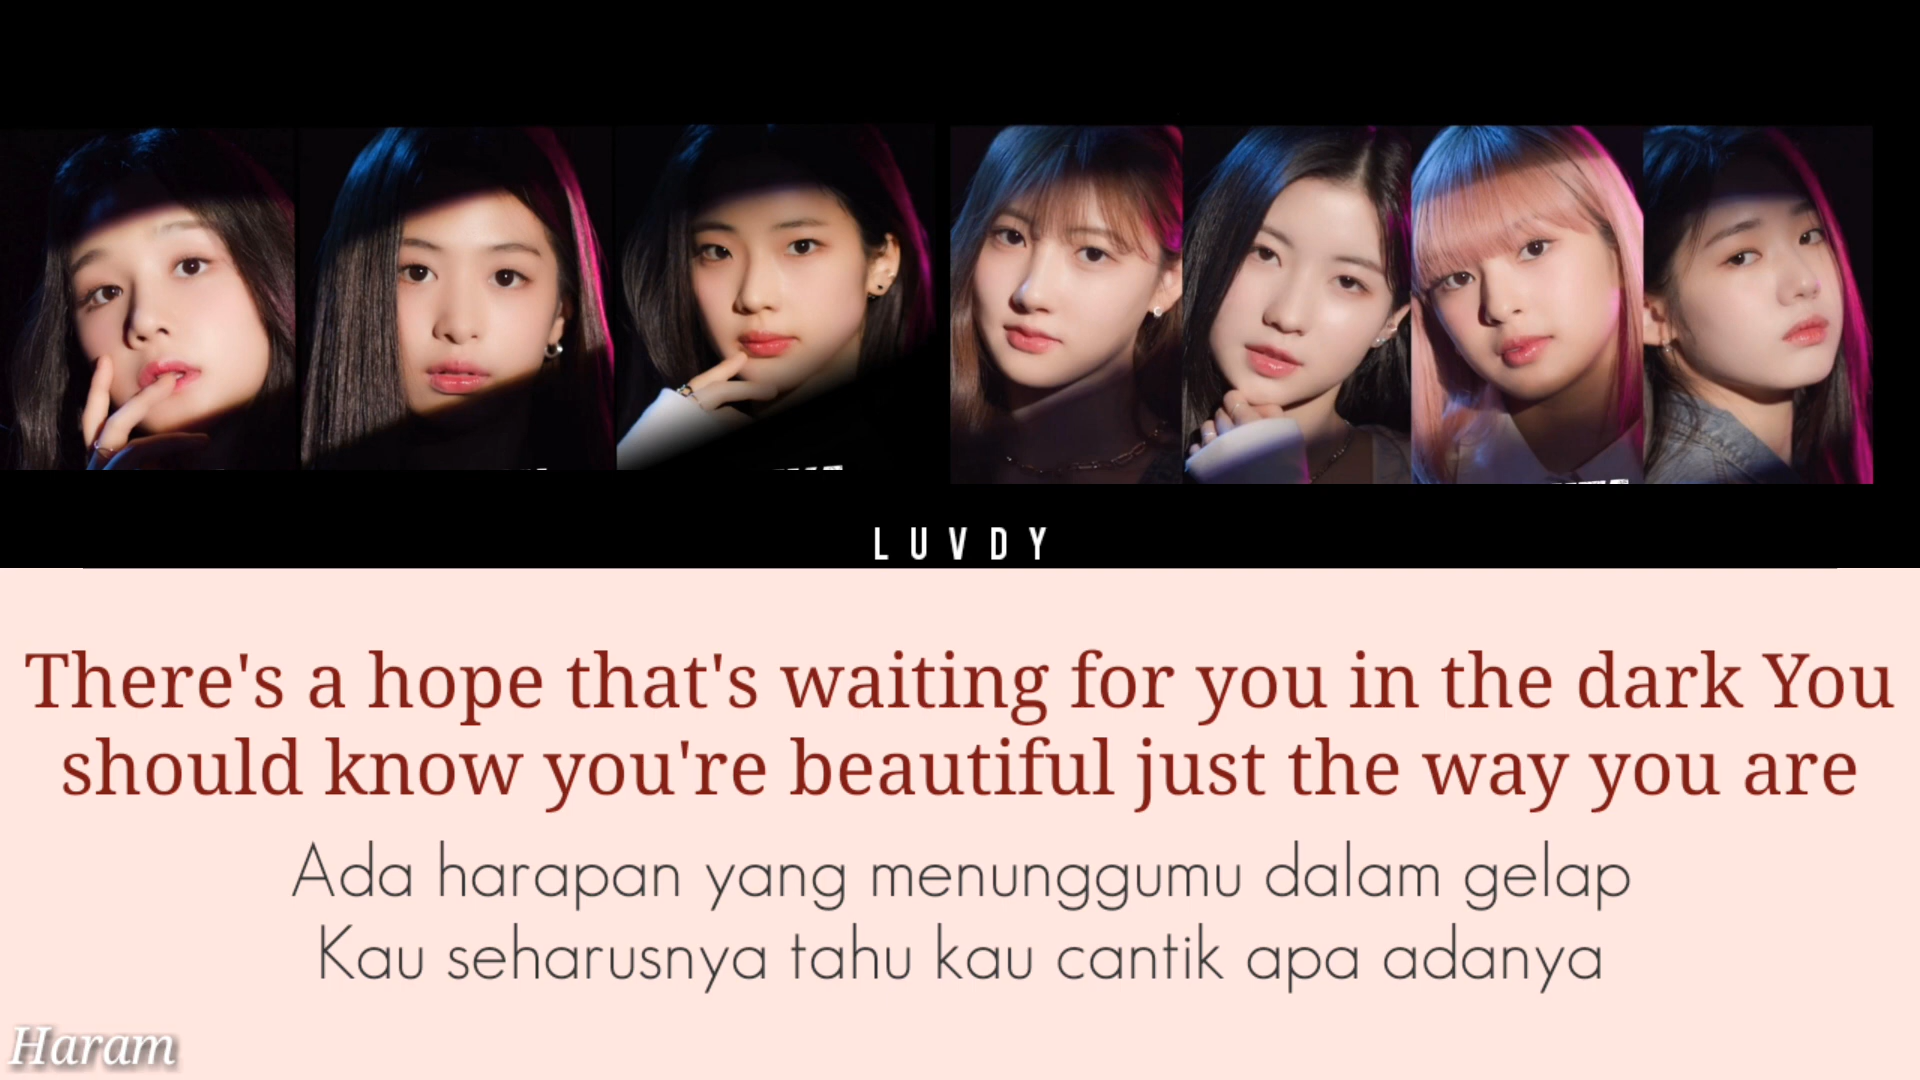 LUVDY
There's a hope that's waiting for you in the dark You
should know you're beautiful just the way you are
Ada harapan yang menunggumu dalam gelap
Kau seharusnya tahu kau cantik apa adanya
Haram